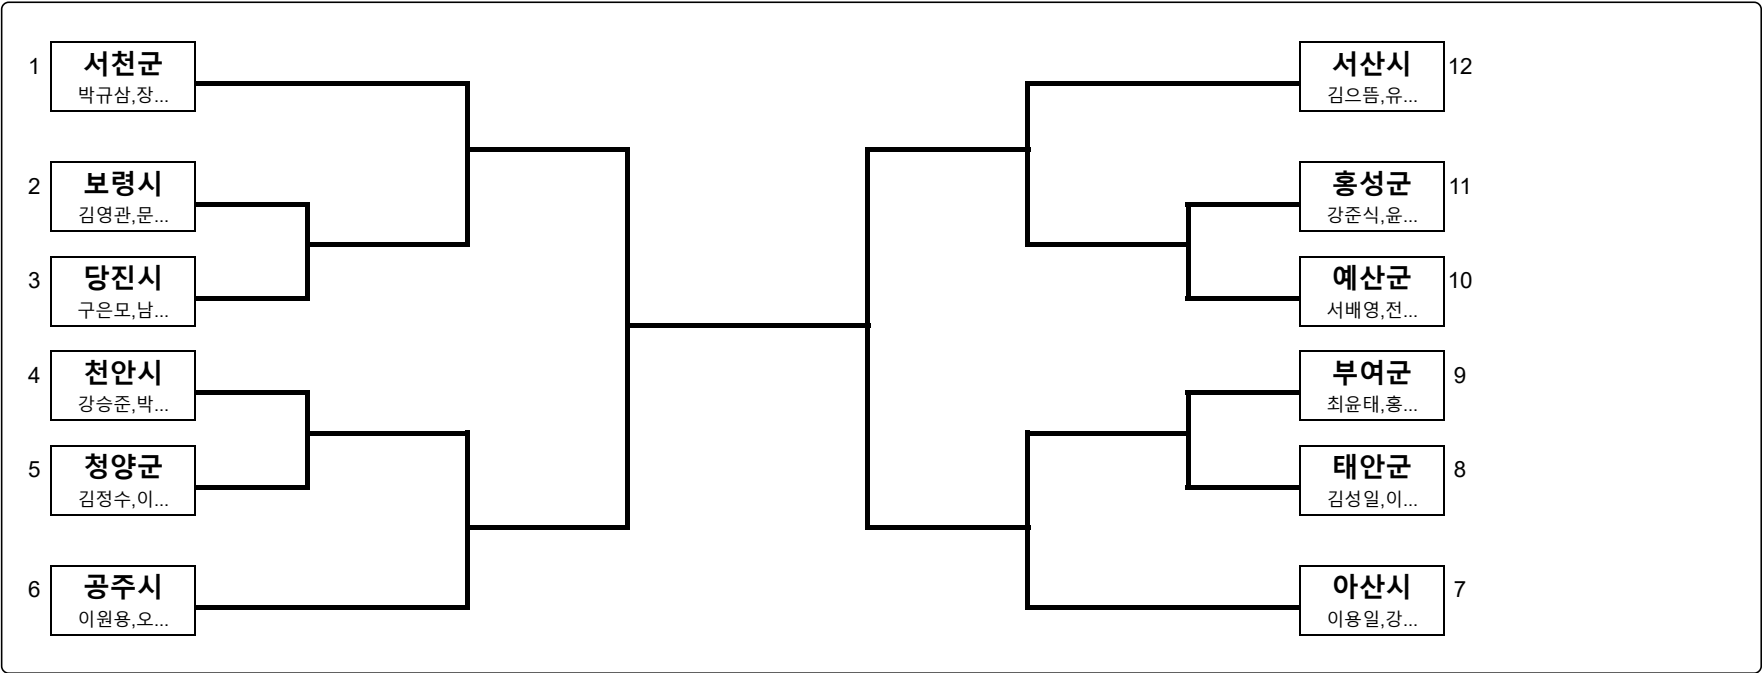 1
서천군
박규삼,장...
2
보령시
김영관,문...
3
당진시
구은모,남...
4
천안시
강승준,박...
5
청양군
김정수,이...
6
공주시
이원용,오...
서산시
12
김으뜸,유...
홍성군
11
강준식,윤...
예산군
10
서배영,전...
부여군
9
최윤태,홍...
태안군
8
김성일,이...
아산시
7
이용일,강...